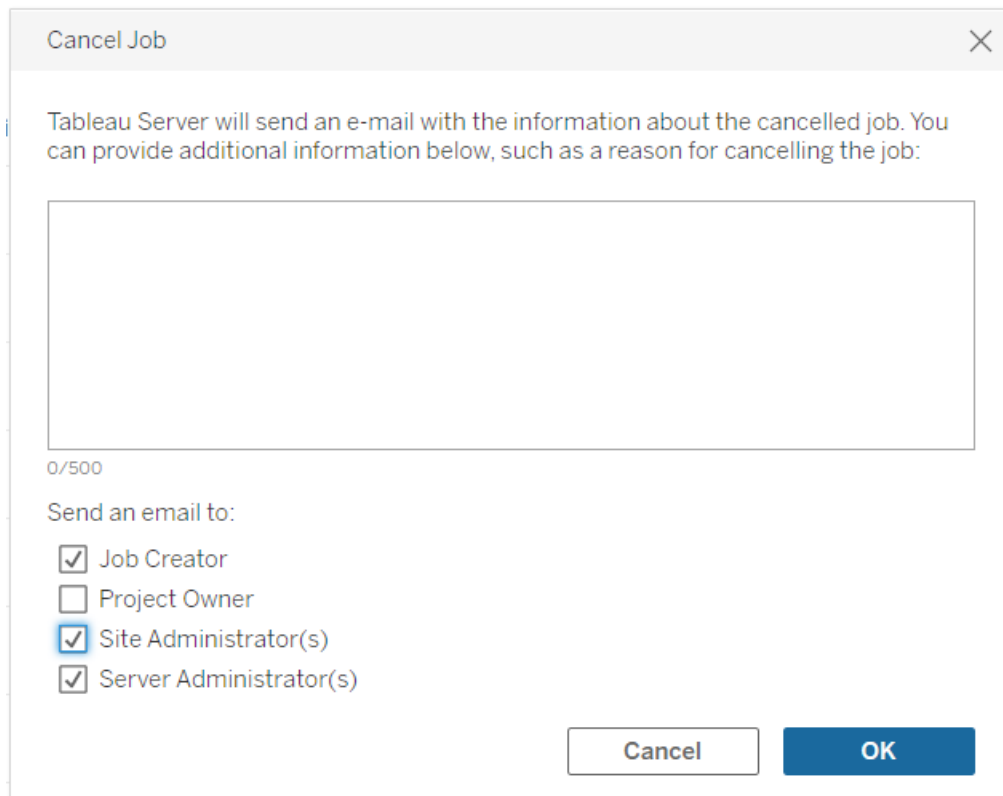 Cancel Job
Tableau Server will send an e-mail with the information about the cancelled job. You
can provide additional information below, such as a reason for cancelling the job:
0/500
Send an email to:
Job Creator
Project Owner
Site Administrator(s)
Server Administrator(s)
Cancel OK